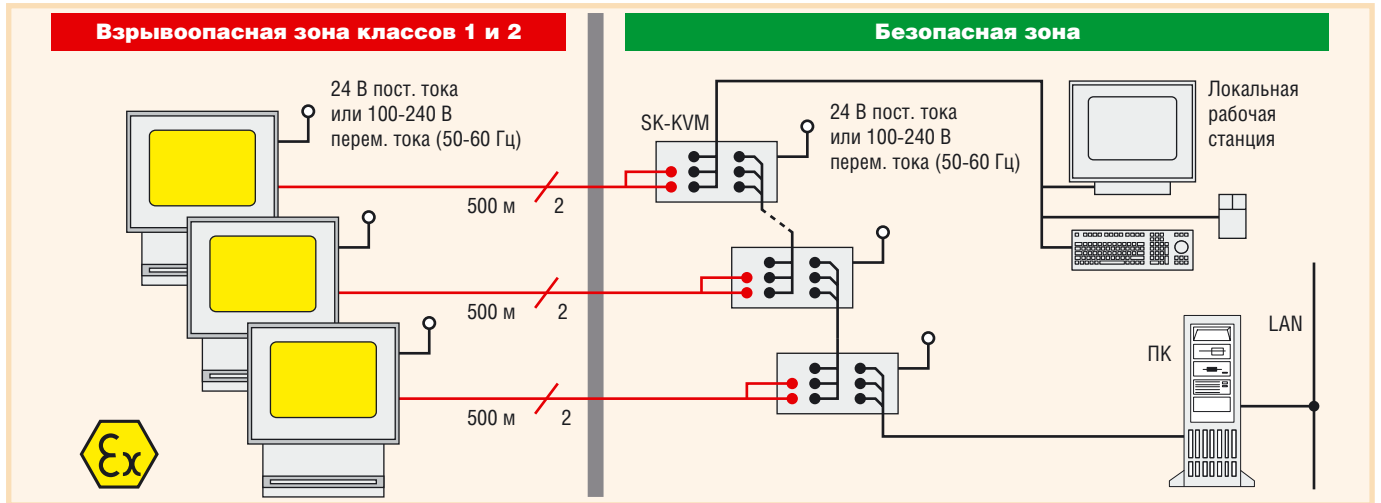 Взрывоопасная зона классов 1 и 2
Безопасная зона
24 В пост. тока
или 100-240 В
перем. тока (50-60 Гц)
SK-KVM
24 В пост. тока
или 100-240 В
перем. тока (50-60 Гц)
Локальная
рабочая
станция
500 м
2
500 м
2
LAN
ПК
500 м
2
Ex